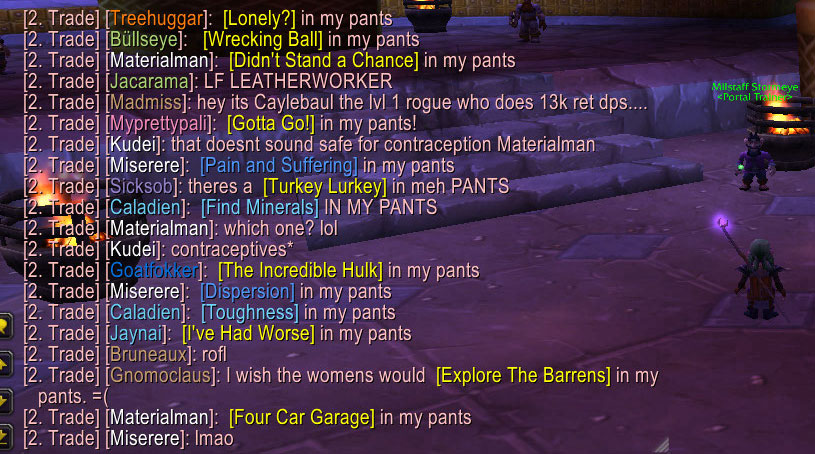 [2. Trade] [Treehuggar]: [Lonely?] in my pants
[2. Trade] [Büllseye]: [Wrecking Ball] in my pants
[2. Trade] [Materialman]: [Didn't Stand a Chance] in my pants
[2. Trade] [Jacarama]: LF LEATHERWORKER
[2. Trade] [Madmiss]: hey its Caylebaul the lvl 1 rogue who does 13k ret dps....
Milstaff Stormeye
<Portal Trainer>
[2. Trade] [Myprettypali]: [Gotta Go!] in my pants!
[2. Trade] [Kudei]: that doesnt sound safe for contraception Materialman
[2. Trade] [Miserere]: [Pain and Suffering] in my pants
[2. Trade] [Sicksob]: theres a [Turkey Lurkey] in meh PANTS
[2. Trade] [Caladien]: [Find Minerals] IN MY PANTS
[2. Trade] [Materialman]: which one? lol
[2. Trade] [Kudei]: contraceptives*
[2. Trade] [Goatfokker]: [The Incredible Hulk] in my pants
[2. Trade] [Miserere]: [Dispersion] in my pants
[2. Trade] [Caladien]: [Toughness] in my pants
[2. Trade] [Jaynai]: [I've Had Worse] in my pants
[2. Trade] [Bruneaux]: rofl
[2. Trade] [Gnomoclaus]: I wish the womens would [Explore The Barrens] in my
pants. =(
[2. Trade] [Materialman]: [Four Car Garage] in my pants
[2. Trade] [Miserere]: lmao